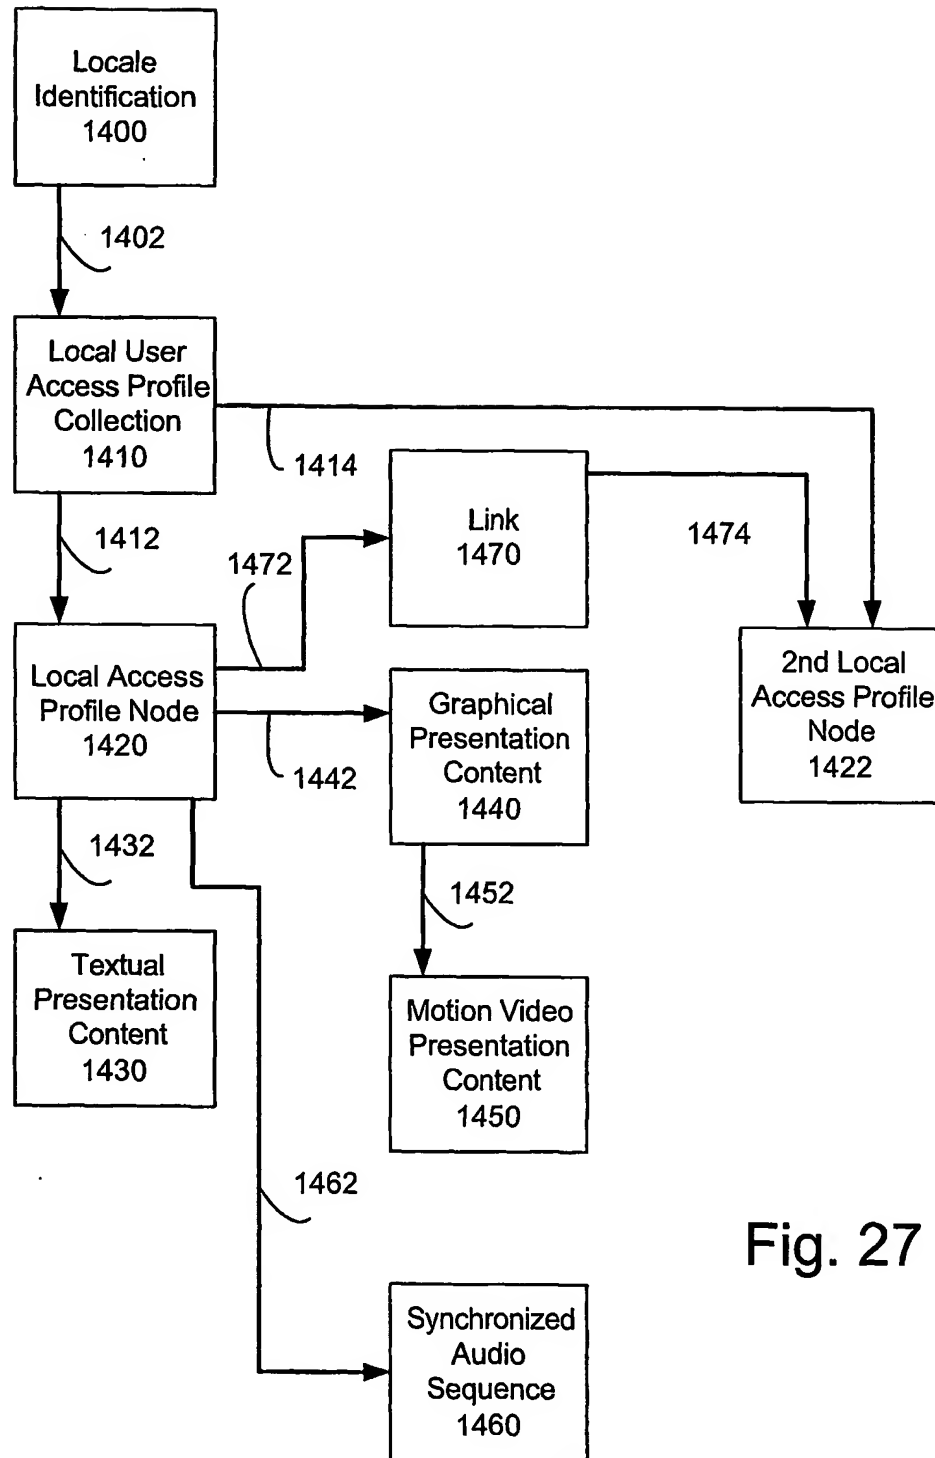 Locale
Identification
1400
1402
Local User
Access Profile
Collection
1410
1414
1412
Link
1470
1474
1472
Local Access
Profile Node
1420
Graphical
Presentation
Content
1440
2nd Local
Access Profile
Node
1422
1442
1432
1452
Textual
Presentation
Content
1430
Motion Video
Presentation
Content
1450
1462
Fig. 27
Synchronized
Audio
Sequence
1460